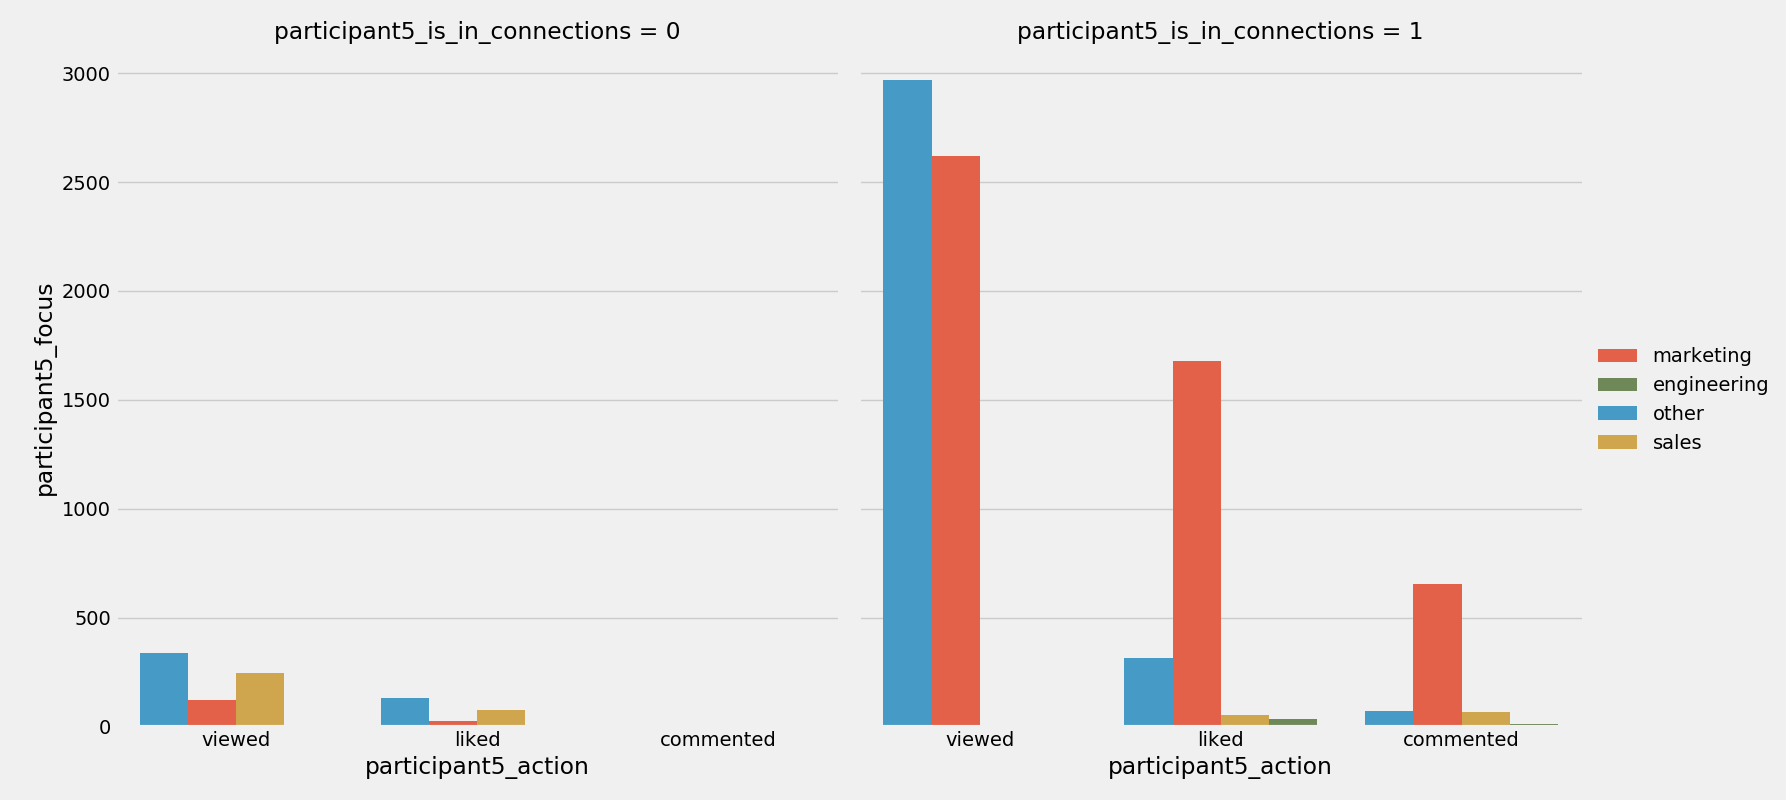 participant5_is_in_connections = 0
participant5_is_in_connections = 1
participant5_focus
3000
2500
2000
1500
1000
500
0
viewed
liked
commented
participant5_action
viewed
liked
commented
participant5_action
marketing
engineering
other
sales